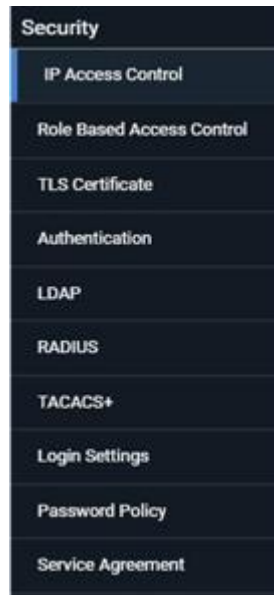 Security
IP Access Control
Role Based Access Control
TLS Certificate
Authentication
LDAP
RADIUS
TACACS+
Login Settings
Password Policy
Service Agreement